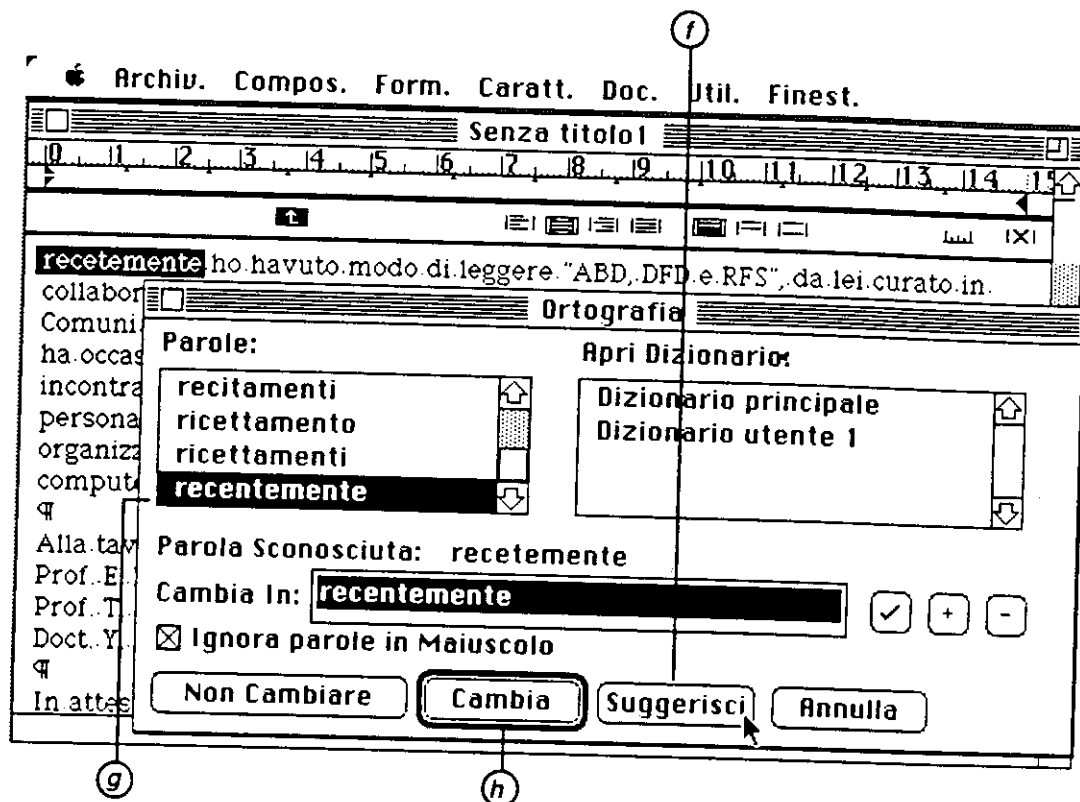 f
Archiv. Compos. Form. Caratt. Doc. Util. Finest.
Senza titolo1
0 1 2 3 4 5 6 7 8 9 10 11 12 13 14 15
recetemente ho havuto modo di leggere "ABD, DFD e RFS", da lei curato in
collabor
Ortografia
Comuni
ha occas
incontra
persona
organizz
comput
¶
Alla tav
Prof. E.
Prof. T.
Doct. Y.
¶
In attes
Parole:
recitamenti
ricettamento
ricettamenti
recentemente
Apri Dizionario:
Dizionario principale
Dizionario utente 1
Parola Sconosciuta: recetemente
Cambia In: recentemente ✓ + -
Ignora parole in Maiuscolo
Non Cambiare Cambia Suggerisci Annulla
g h